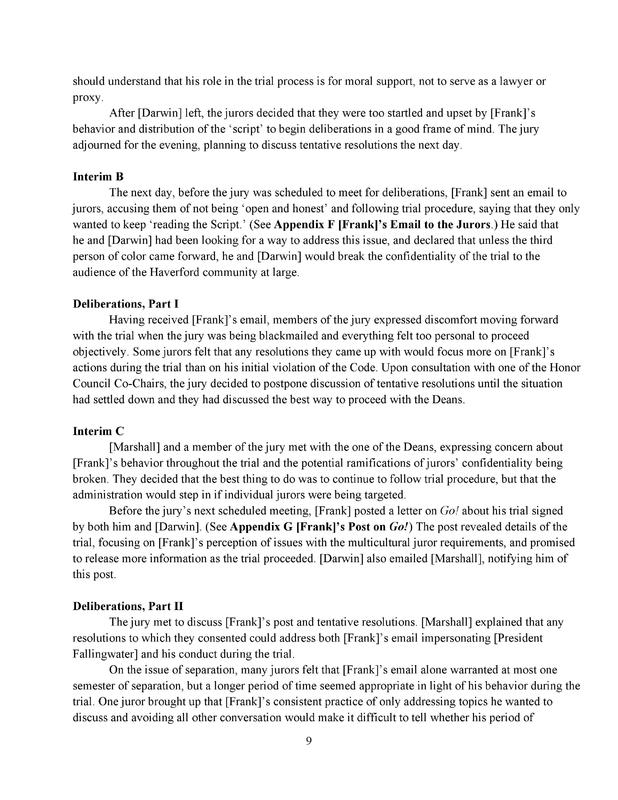 should understand that his role in the trial process is for moral support, not to serve as a lawyer or
proxy.
After [Darwin] left, the jurors decided that they were too startled and upset by [Frank]'s
behavior and distribution of the 'script' to begin deliberations in a good frame of mind. The jury
adjourned for the evening, planning to discuss tentative resolutions the next day.
Interim B
The next day, before the jury was scheduled to meet for deliberations, [Frank] sent an email to
jurors, accusing them of not being 'open and honest' and following trial procedure, saying that they only
wanted to keep 'reading the Script.' (See Appendix F [Frank]'s Email to the Jurors.) He said that
he and [Darwin] had been looking for a way to address this issue, and declared that unless the third
person of color came forward, he and [Darwin] would break the confidentiality of the trial to the
audience of the Haverford community at large.
Deliberations, Part I
Having received [Frank]'s email, members of the jury expressed discomfort moving forward
with the trial when the jury was being blackmailed and everything felt too personal to proceed
objectively. Some jurors felt that any resolutions they came up with would focus more on [Frank]'s
actions during the trial than on his initial violation of the Code. Upon consultation with one of the Honor
Council Co-Chairs, the jury decided to postpone discussion of tentative resolutions until the situation
had settled down and they had discussed the best way to proceed with the Deans.
Interim C
[Marshall] and a member of the jury met with the one of the Deans, expressing concern about
[Frank]'s behavior throughout the trial and the potential ramifications of jurors' confidentiality being
broken. They decided that the best thing to do was to continue to follow trial procedure, but that the
administration would step in if individual jurors were being targeted.
Before the jury's next scheduled meeting, [Frank] posted a letter on Go! about his trial signed
by both him and [Darwin]. (See Appendix G [Frank]'s Post on Go!) The post revealed details of the
trial, focusing on [Frank]'s perception of issues with the multicultural juror requirements, and promised
to release more information as the trial proceeded. [Darwin] also emailed [Marshall], notifying him of
this post.
Deliberations, Part II
The jury met to discuss [Frank]'s post and tentative resolutions. [Marshall] explained that any
resolutions to which they consented could address both [Frank]'s email impersonating [President
Fallingwater] and his conduct during the trial.
On the issue of separation, many jurors felt that [Frank]'s email alone warranted at most one
semester of separation, but a longer period of time seemed appropriate in light of his behavior during the
trial. One juror brought up that [Frank]'s consistent practice of only addressing topics he wanted to
discuss and avoiding all other conversation would make it difficult to tell whether his period of
9